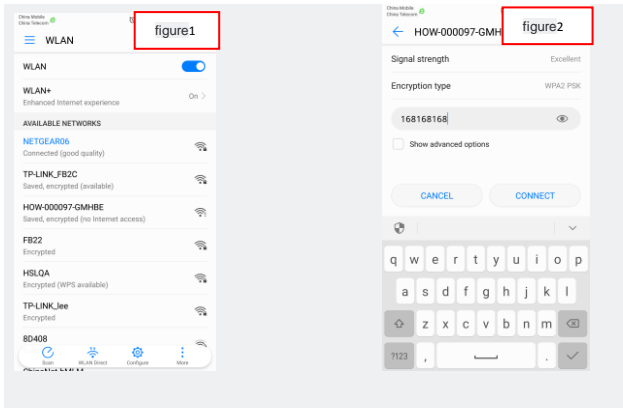 China Mobile
China Telecom
figure1
WLAN
WLAN
WLAN+
Enhanced Internet experience
On
AVAILABLE NETWORKS
NETGEAR06
Connected (good quality)
TP-LINK_FB2C
Saved, encrypted (available)
HOW-000097-GMHBE
Saved, encrypted (no Internet access)
FB22
Encrypted
HSLQA
Encrypted (WPS available)
TP-LINK_lee
Encrypted
8D408
Scan WLAN Direct Configure More
China Mobile
China Telecom
figure2
HOW-000097-GMH
Signal strength Excellent
Encryption type WPA2 PSK
168168168
Show advanced options
CANCEL CONNECT
q w e r t y u i o p
a s d f g h j k l
z x c v b n m
?123 , .